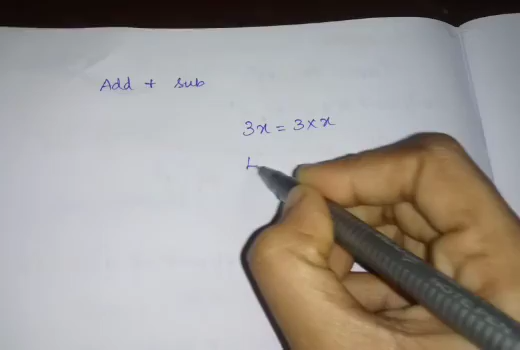 Add + Sub
3x = 3 × x